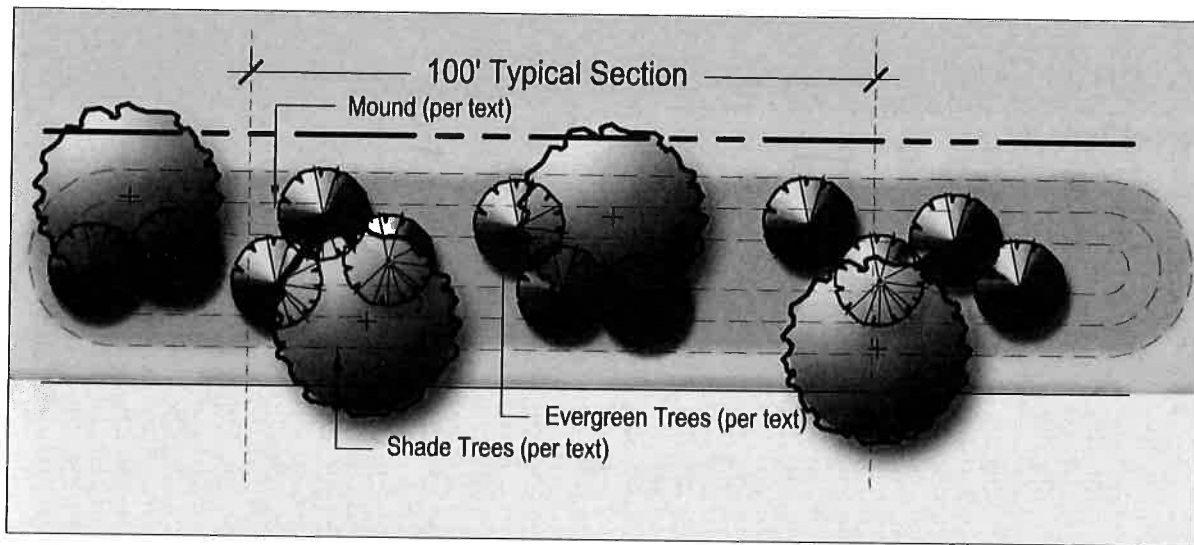 100' Typical Section
Mound (per text)
Evergreen Trees (per text)
Shade Trees (per text)